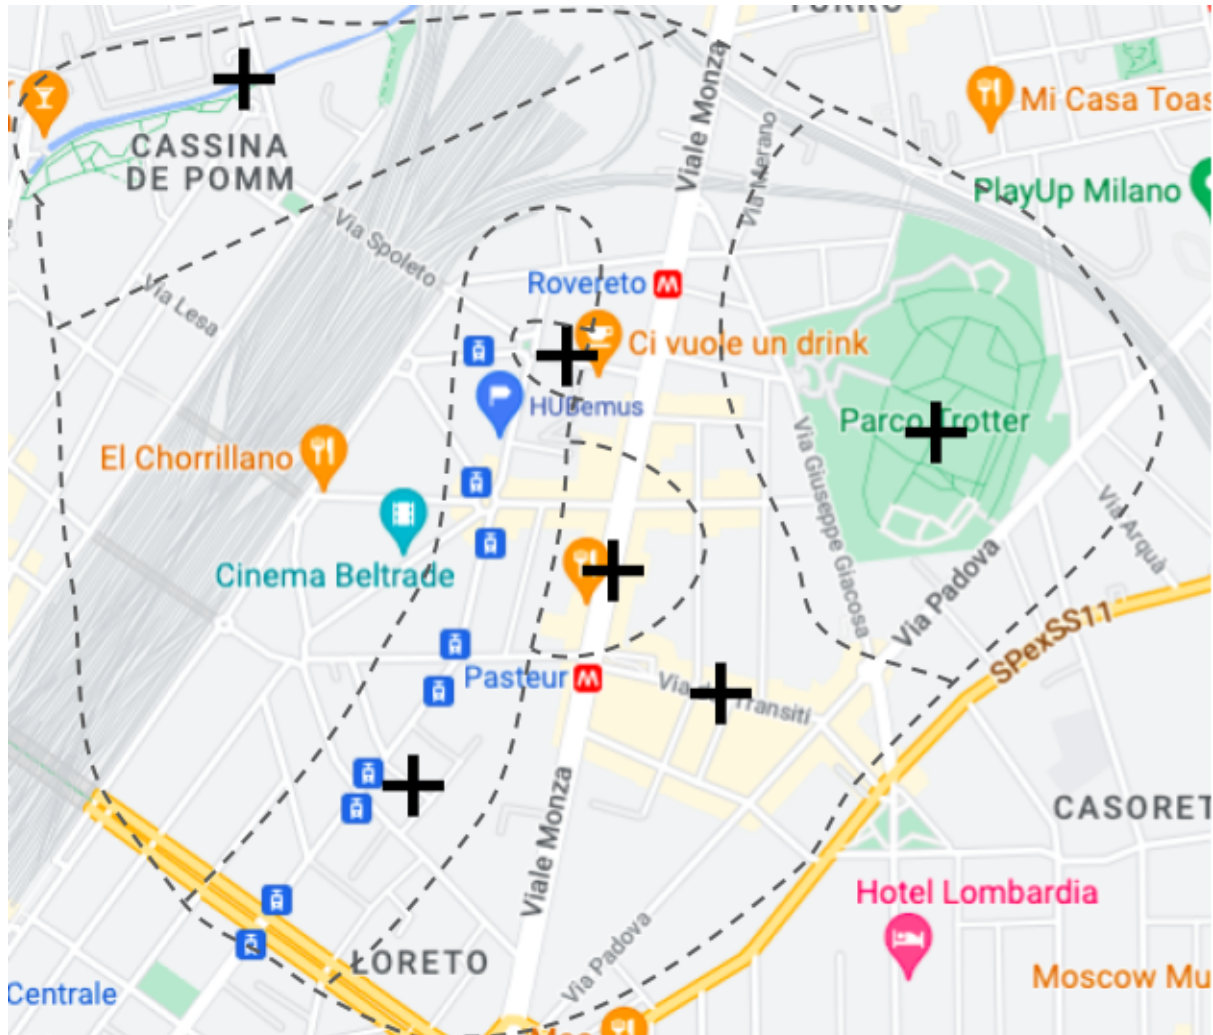 TURRO
Viale Monza
Mi Casa Toas
CASSINA
DE POMM
Via Merano
PlayUp Milano
Via Spoleto
Via Lesa
Rovereto
M
Ci vuole un drink
HUBemus
Parco Trotter
El Chorrillano
Via Giuseppe Giacosa
Via Arquà
Cinema Beltrade
Via Padova
SPexSS11
Pasteur
M
Transiti
CASORET
Viale Monza
Hotel Lombardia
Via Padova
LORETO
Centrale
Moscow Mu